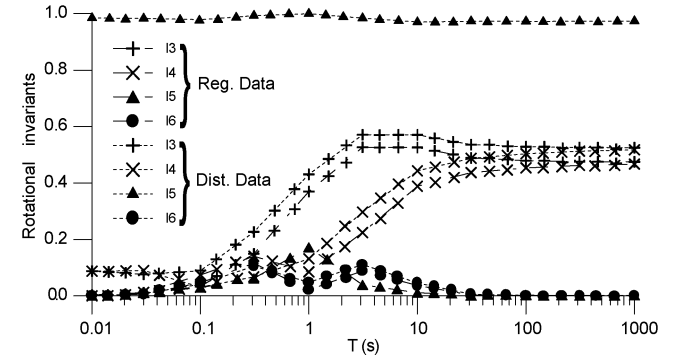 1.0
0.8
0.6
0.4
0.2
0.0
Rotational invariants
I3
I4
I5
I6
Reg. Data
I3
I4
I5
I6
Dist. Data
0.01 0.1 1 10 100 1000
T (s)